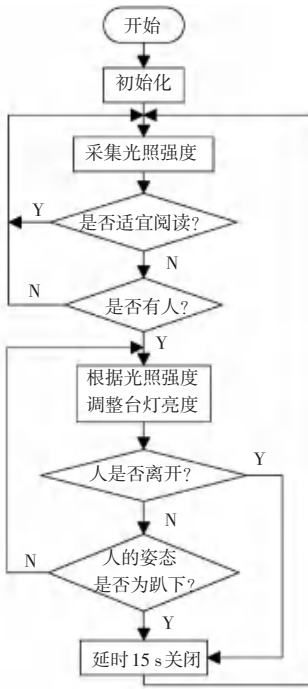 开始
初始化
采集光照强度
Y
是否适宜阅读?
N
N
是否有人?
Y
根据光照强度
调整台灯亮度
人是否离开?
Y
N
人的姿态
N
是否为趴下?
Y
延时15 s关闭